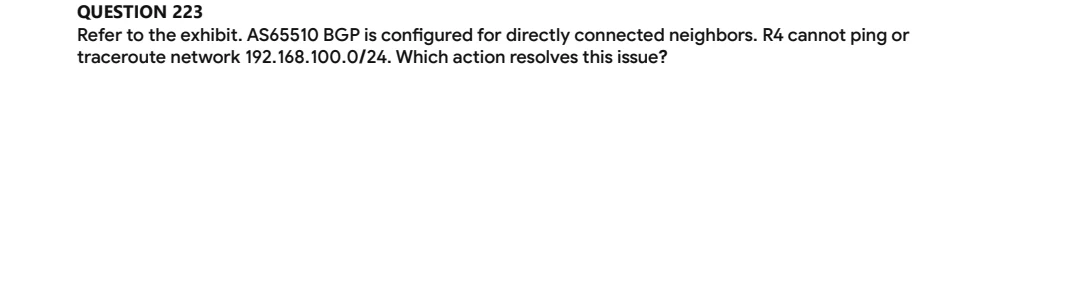 QUESTION 223
Refer to the exhibit. AS65510 BGP is configured for directly connected neighbors. R4 cannot ping or
traceroute network 192.168.100.0/24. Which action resolves this issue?